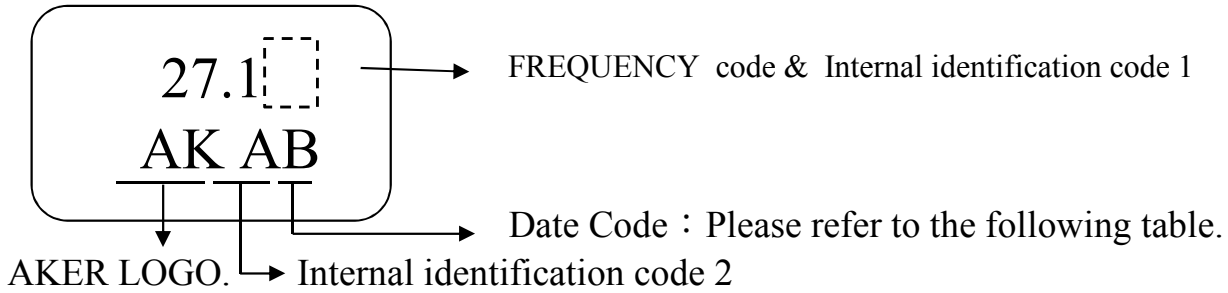 27.1 FREQUENCY code & Internal identification code 1
AK AB
Date Code：Please refer to the following table.
AKER LOGO. Internal identification code 2